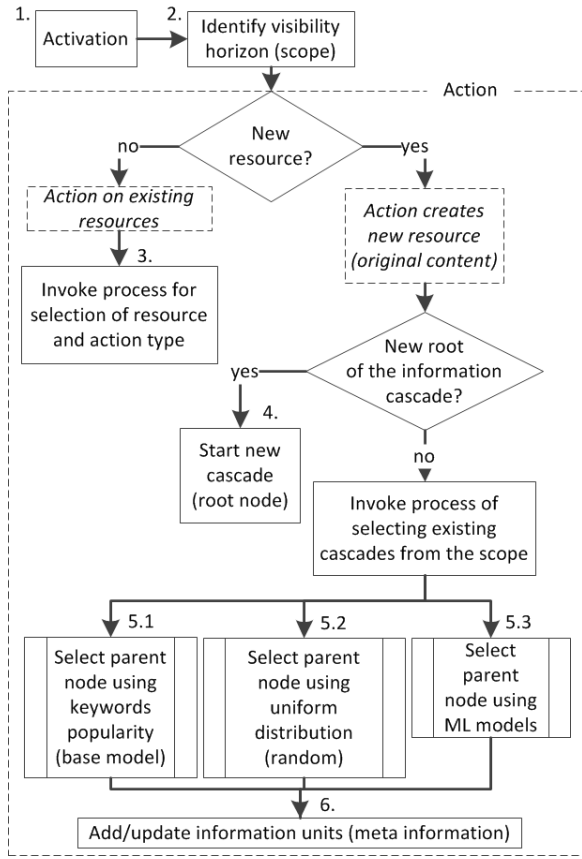 1.
Activation
2.
Identify visibility
horizon (scope)
Action
New
resource?
no
yes
Action on existing
resources
Action creates
new resource
(original content)
3.
Invoke process for
selection of resource
and action type
New root
of the information
cascade?
yes
no
4.
Start new
cascade
(root node)
Invoke process of
selecting existing
cascades from the scope
5.1
Select parent
node using
keywords
popularity
(base model)
5.2
Select parent
node using
uniform
distribution
(random)
5.3
Select
parent
node using
ML models
6.
Add/update information units (meta information)